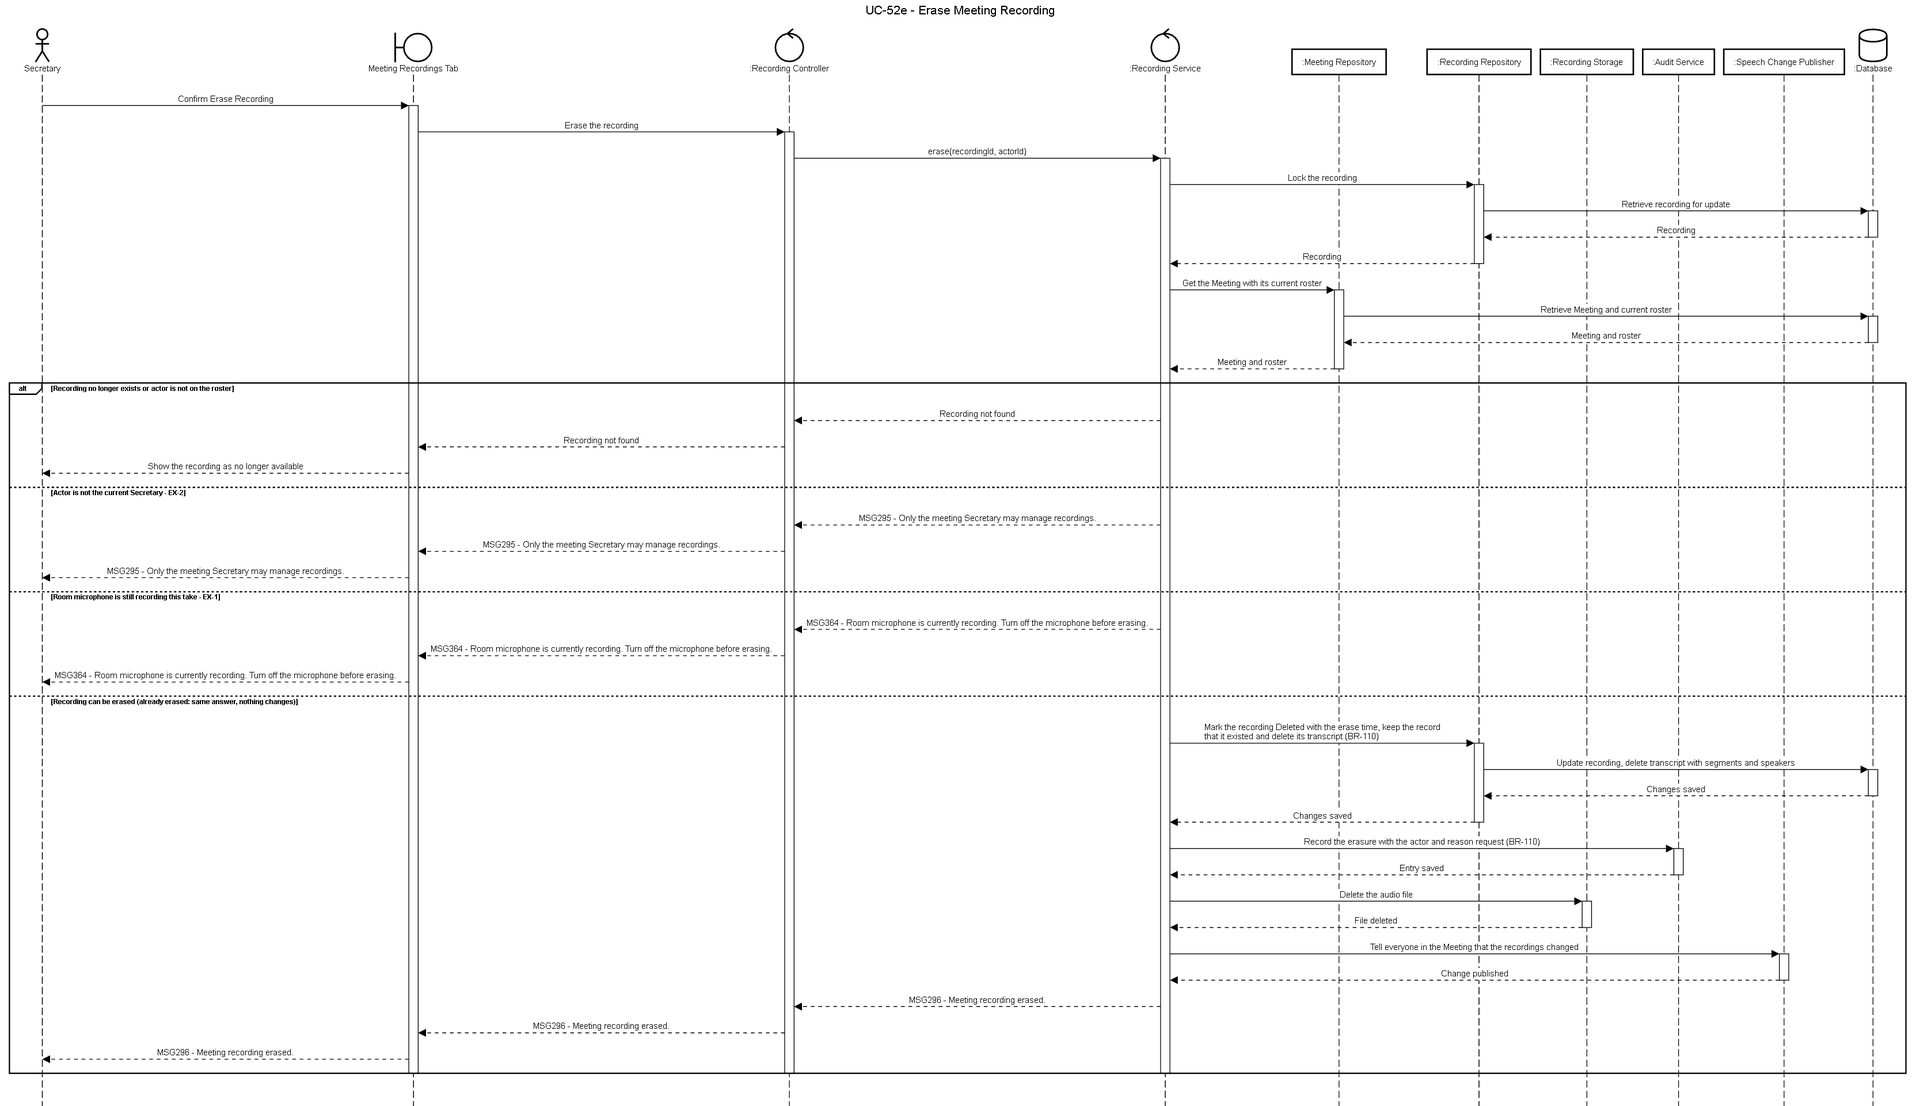 UC-52e - Erase Meeting Recording
Secretary
Meeting Recordings Tab
:Recording Controller
:Recording Service
:Meeting Repository
:Recording Repository
:Recording Storage
:Audit Service
:Speech Change Publisher
:Database
Confirm Erase Recording
Erase the recording
erase(recordingId, actorId)
Lock the recording
Retrieve recording for update
Recording
Recording
Get the Meeting with its current roster
Retrieve Meeting and current roster
Meeting and roster
Meeting and roster
alt
[Recording no longer exists or actor is not on the roster]
Recording not found
Recording not found
Show the recording as no longer available
[Actor is not the current Secretary - EX-2]
MSG295 - Only the meeting Secretary may manage recordings.
MSG295 - Only the meeting Secretary may manage recordings.
MSG295 - Only the meeting Secretary may manage recordings.
[Room microphone is still recording this take - EX-1]
MSG364 - Room microphone is currently recording. Turn off the microphone before erasing.
MSG364 - Room microphone is currently recording. Turn off the microphone before erasing.
MSG364 - Room microphone is currently recording. Turn off the microphone before erasing.
[Recording can be erased (already erased: same answer, nothing changes)]
Mark the recording Deleted with the erase time, keep the record
that it existed and delete its transcript (BR-110)
Update recording, delete transcript with segments and speakers
Changes saved
Changes saved
Record the erasure with the actor and reason request (BR-110)
Entry saved
Delete the audio file
File deleted
Tell everyone in the Meeting that the recordings changed
Change published
MSG296 - Meeting recording erased.
MSG296 - Meeting recording erased.
MSG296 - Meeting recording erased.